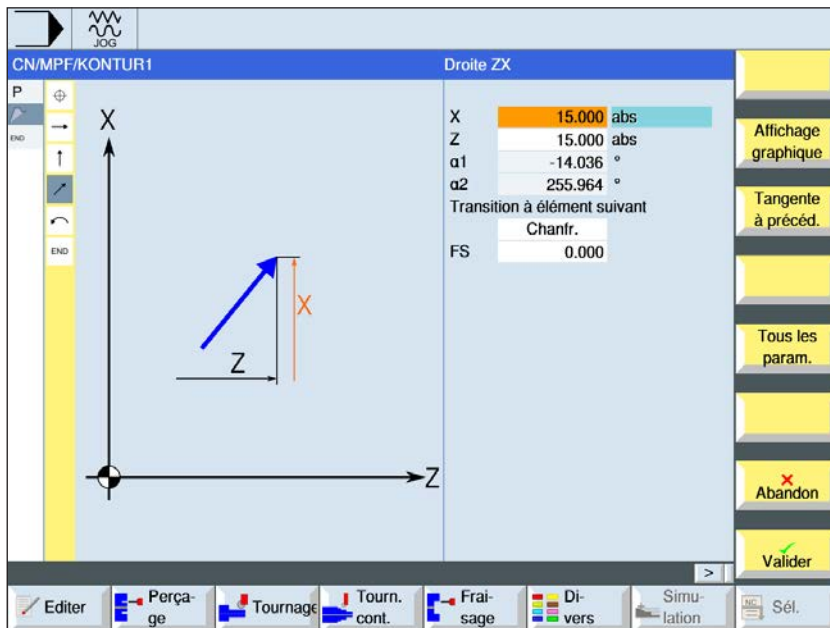 JOG
CN/MPF/KONTUR1
Droite ZX
P
END
END
X
X
Z
Z
X 15.000 abs
Z 15.000 abs
α1 -14.036 °
α2 255.964 °
Transition à élément suivant
Chanfr.
FS 0.000
Affichage
graphique
Tangente
à précéd.
Tous les
param.
Abandon
Valider
>
Editer
Perça-
ge
Tournage
Tourn.
cont.
Frai-
sage
Di-
vers
Simu-
lation
NC
Sél.